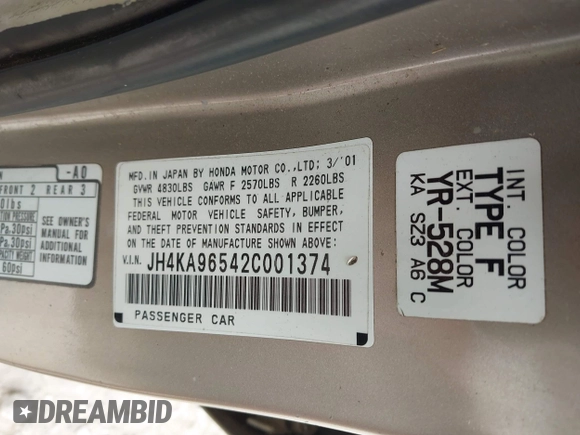 -A0
FRONT 2 REAR 3
SEE OWNER'S
MANUAL FOR
ADDITIONAL
INFORMATION
60psi
MFD. IN JAPAN BY HONDA MOTOR CO.,LTD: 3/'01
GVWR 4830LBS GAWR F 2570LBS R 2260LBS
THIS VEHICLE CONFORMS TO ALL APPLICABLE
FEDERAL MOTOR VEHICLE SAFETY, BUMPER,
AND THEFT PREVENTION STANDARDS IN EFFECT
ON THE DATE OF MANUFACTURE SHOWN ABOVE:
V.I.N. JH4KA96542C001374
PASSENGER CAR
INT. COLOR
TYPE F
EXT. COLOR
YR-528M
KA SZ3 A6 C
DREAMBID